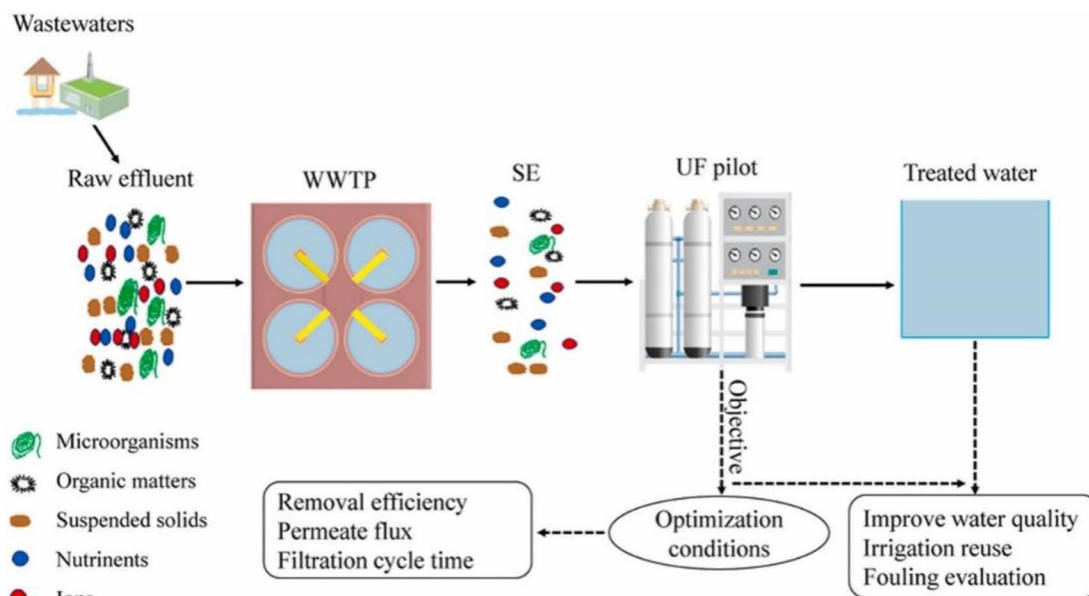 Wastewaters
Raw effluent
WWTP
SE
UF pilot
Treated water
Objective
Microorganisms
Organic matters
Suspended solids
Nutrinents
Removal efficiency
Permeate flux
Filtration cycle time
Optimization
conditions
Improve water quality
Irrigation reuse
Fouling evaluation